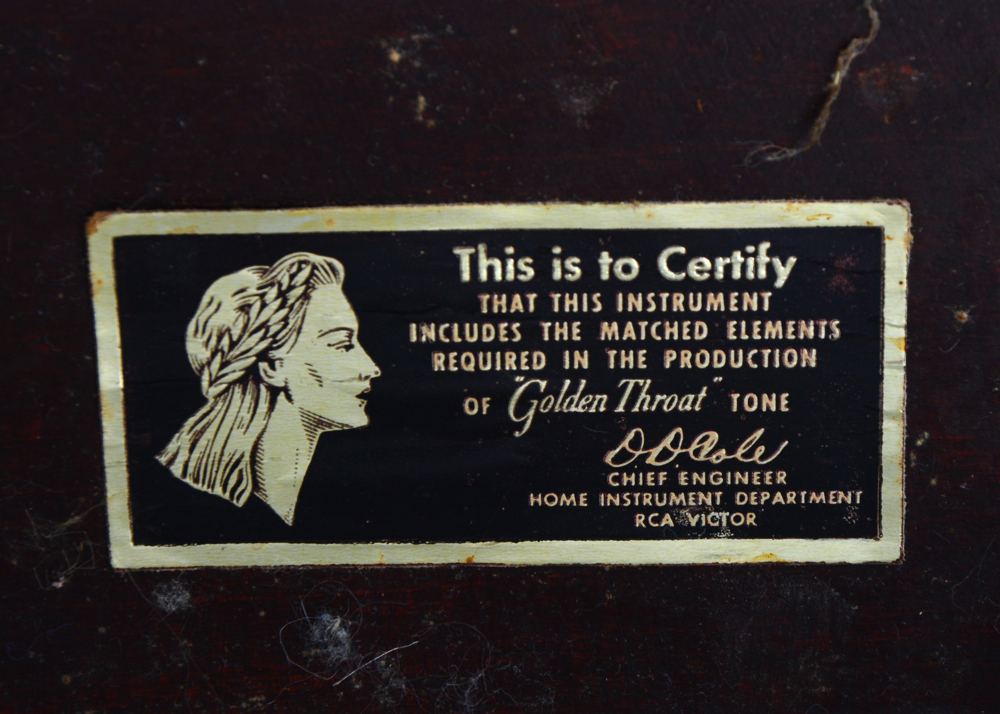 This is to Certify
THAT THIS INSTRUMENT
INCLUDES THE MATCHED ELEMENTS
REQUIRED IN THE PRODUCTION
OF "Golden Throat" TONE
D D Cole
CHIEF ENGINEER
HOME INSTRUMENT DEPARTMENT
RCA VICTOR